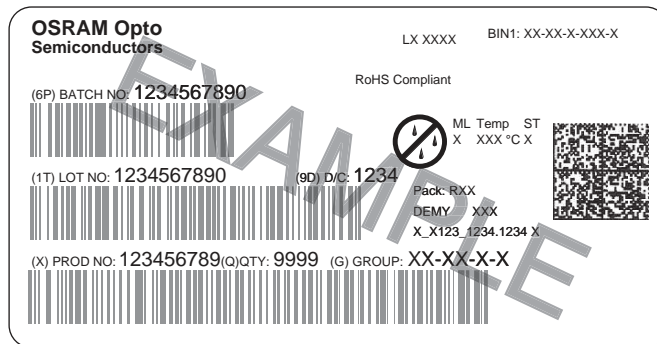 OSRAM Opto
Semiconductors
LX XXXX
BIN1: XX-XX-X-XXX-X
RoHS Compliant
(6P) BATCH NO: 1234567890
ML Temp ST
X XXX °C X
(1T) LOT NO: 1234567890
(9D) D/C: 1234
Pack: RXX
DEMY XXX
X_X123_1234.1234 X
(X) PROD NO: 123456789(Q)QTY: 9999 (G) GROUP: XX-XX-X-X
EXAMPLE